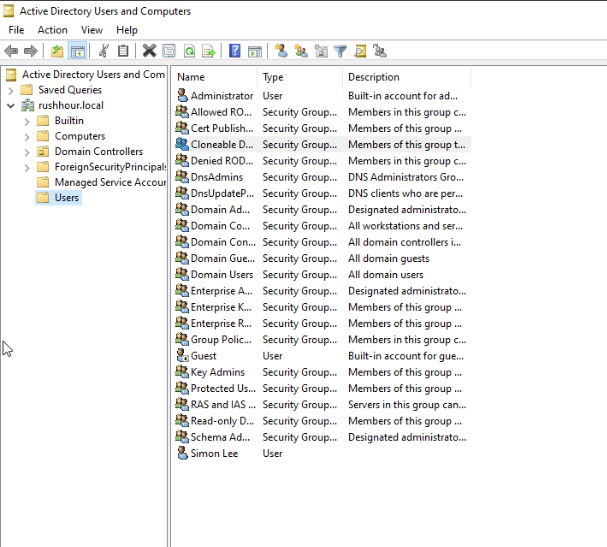 Active Directory Users and Computers
File Action View Help
Active Directory Users and Com
Saved Queries
rushhour.local
Builtin
Computers
Domain Controllers
ForeignSecurityPrincipals
Managed Service Accour
Users
Name Type Description
Administrator User Built-in account for ad...
Allowed RO... Security Group... Members in this group c...
Cert Publish... Security Group... Members of this group ...
Cloneable D... Security Group... Members of this group t...
Denied ROD... Security Group... Members in this group c...
DnsAdmins Security Group... DNS Administrators Gro...
DnsUpdateP... Security Group... DNS clients who are per...
Domain Ad... Security Group... Designated administrato...
Domain Co... Security Group... All workstations and ser...
Domain Con... Security Group... All domain controllers i...
Domain Gue... Security Group... All domain guests
Domain Users Security Group... All domain users
Enterprise A... Security Group... Designated administrato...
Enterprise K... Security Group... Members of this group ...
Enterprise R... Security Group... Members of this group ...
Group Polic... Security Group... Members in this group c...
Guest User Built-in account for gue...
Key Admins Security Group... Members of this group ...
Protected Us... Security Group... Members of this group ...
RAS and IAS ... Security Group... Servers in this group can...
Read-only D... Security Group... Members of this group ...
Schema Ad... Security Group... Designated administrato...
Simon Lee User